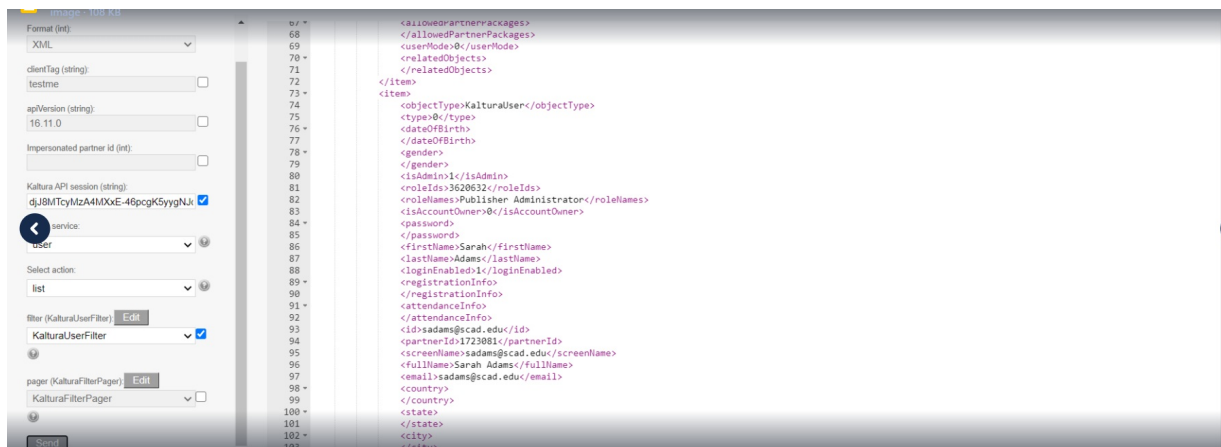 image - 108 KB
Format (int):
XML
clientTag (string):
testme
apiVersion (string):
16.11.0
Impersonated partner id (int):
Kaltura API session (string):
djJ8MTcyMzA4MXxE-46pcgK5yygNJ
service:
user
Select action:
list
filter (KalturaUserFilter): Edit
KalturaUserFilter
pager (KalturaFilterPager): Edit
KalturaFilterPager
Send
67 <allowedPartnerPackages>
68 </allowedPartnerPackages>
69 <userMode>0</userMode>
70 <relatedObjects>
71 </relatedObjects>
72 </item>
73 <item>
74 <objectType>KalturaUser</objectType>
75 <type>0</type>
76 <dateOfBirth>
77 </dateOfBirth>
78 <gender>
79 </gender>
80 <isAdmin>1</isAdmin>
81 <roleIds>3620632</roleIds>
82 <roleNames>Publisher Administrator</roleNames>
83 <isAccountOwner>0</isAccountOwner>
84 <password>
85 </password>
86 <firstName>Sarah</firstName>
87 <lastName>Adams</lastName>
88 <loginEnabled>1</loginEnabled>
89 <registrationInfo>
90 </registrationInfo>
91 <attendanceInfo>
92 </attendanceInfo>
93 <id>sadams@scad.edu</id>
94 <partnerId>1723081</partnerId>
95 <screenName>sadams@scad.edu</screenName>
96 <fullName>Sarah Adams</fullName>
97 <email>sadams@scad.edu</email>
98 <country>
99 </country>
100 <state>
101 </state>
102 <city>
103 </city>